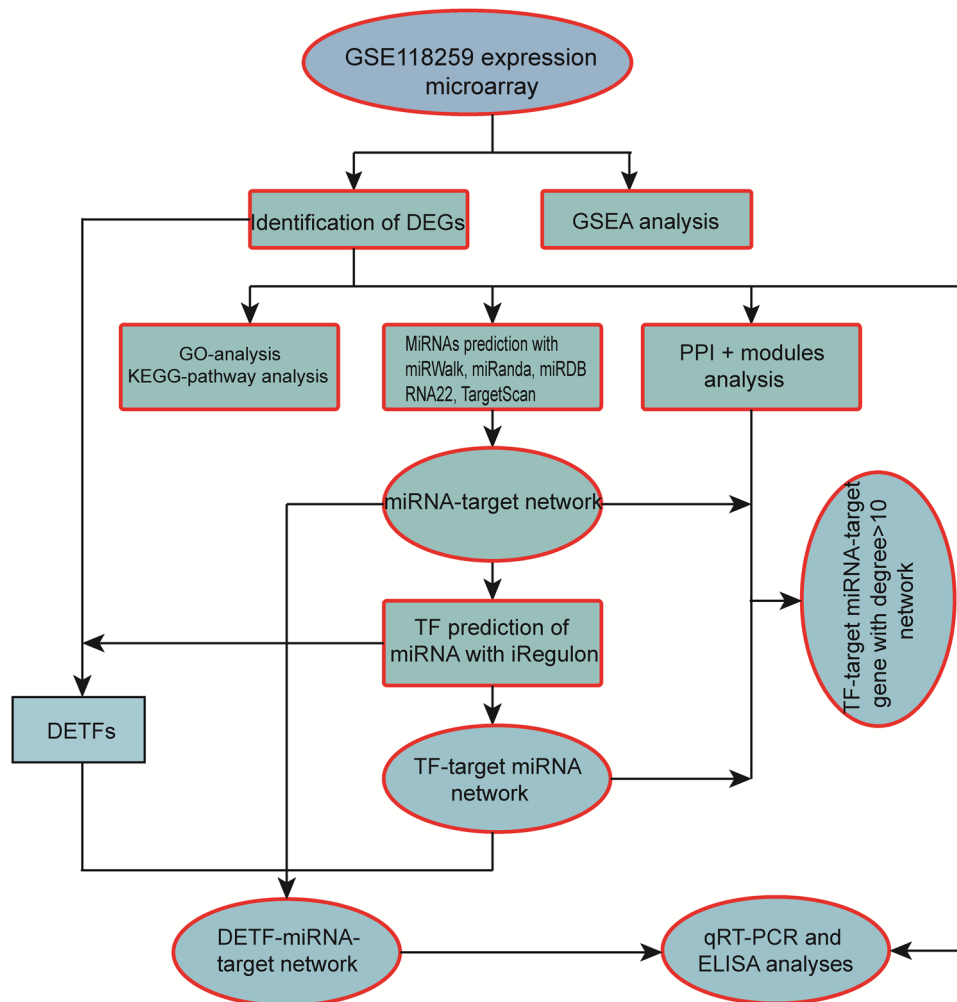 GSE118259 expression
microarray
Identification of DEGs
GSEA analysis
GO-analysis
KEGG-pathway analysis
MiRNAs prediction with
miRWalk, miRanda, miRDB
RNA22, TargetScan
PPI + modules
analysis
miRNA-target network
TF-target miRNA-target
gene with degree>10
network
TF prediction of
miRNA with iRegulon
DETFs
TF-target miRNA
network
DETF-miRNA-
target network
qRT-PCR and
ELISA analyses